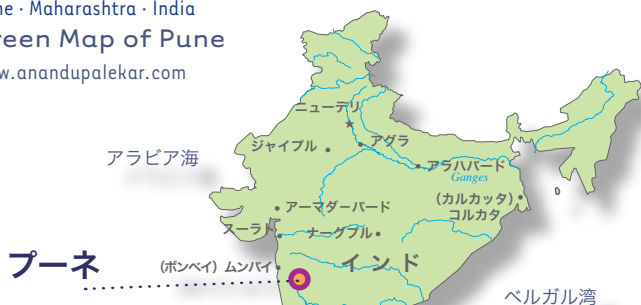 ne · Maharashtra · India
reen Map of Pune
w.anandupalekar.com
ニューデリ
ジャイプル
アグラ
アラビア海
アラハバード
Ganges
(カルカッタ)
コルカタ
アーマダーバード
スーラト
ナーグプル
プーネ
(ボンベイ) ムンバイ
インド
ベルガル湾